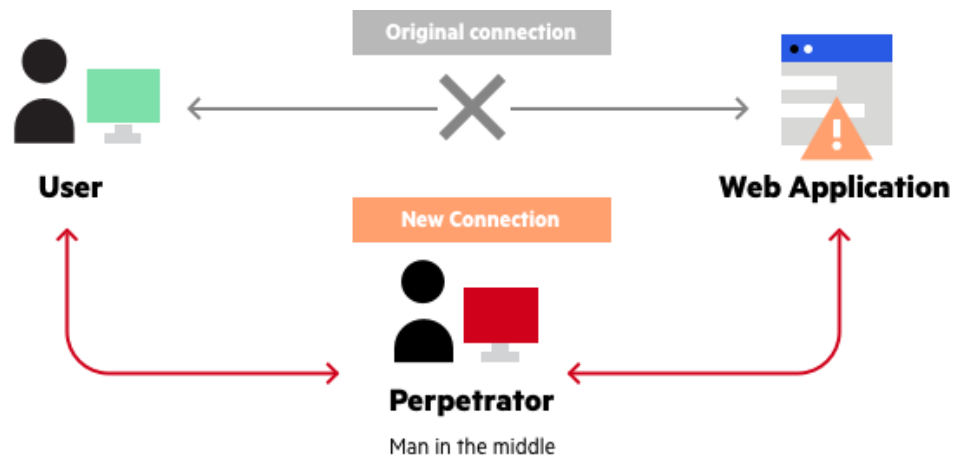 Original connection
User
Web Application
New Connection
Perpetrator
Man in the middle